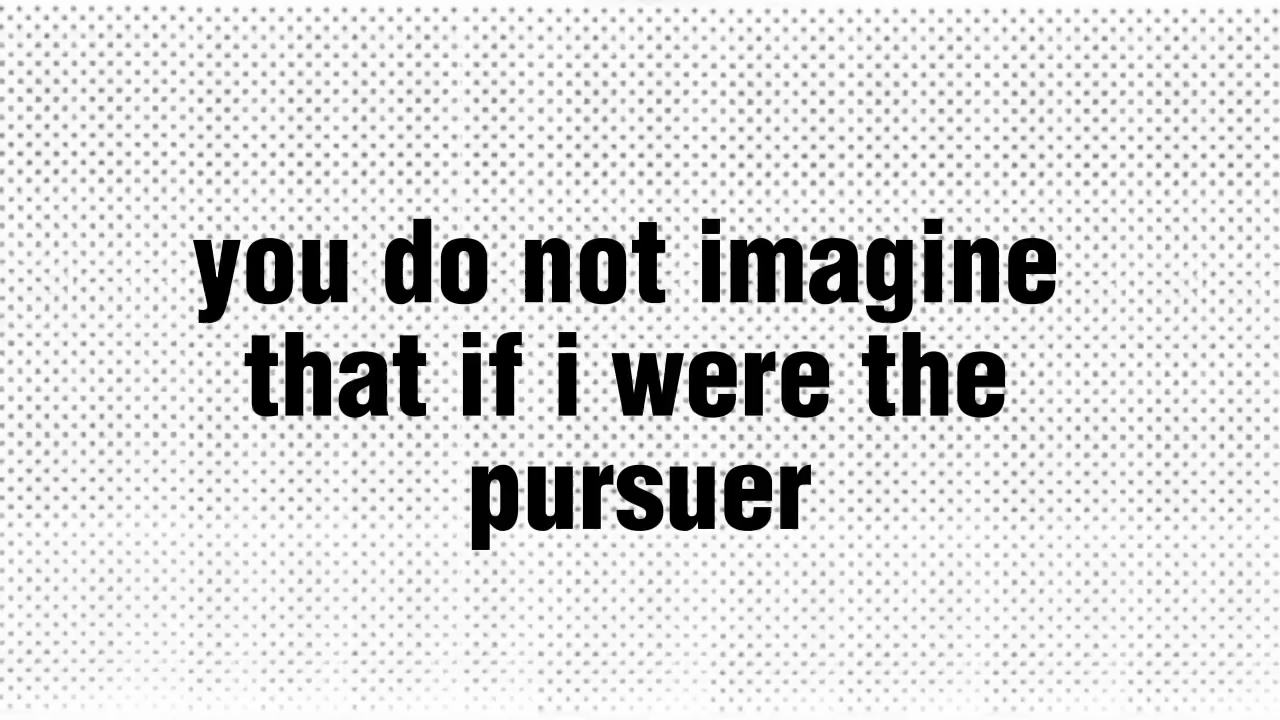 you do not imagine
that if i were the
pursuer